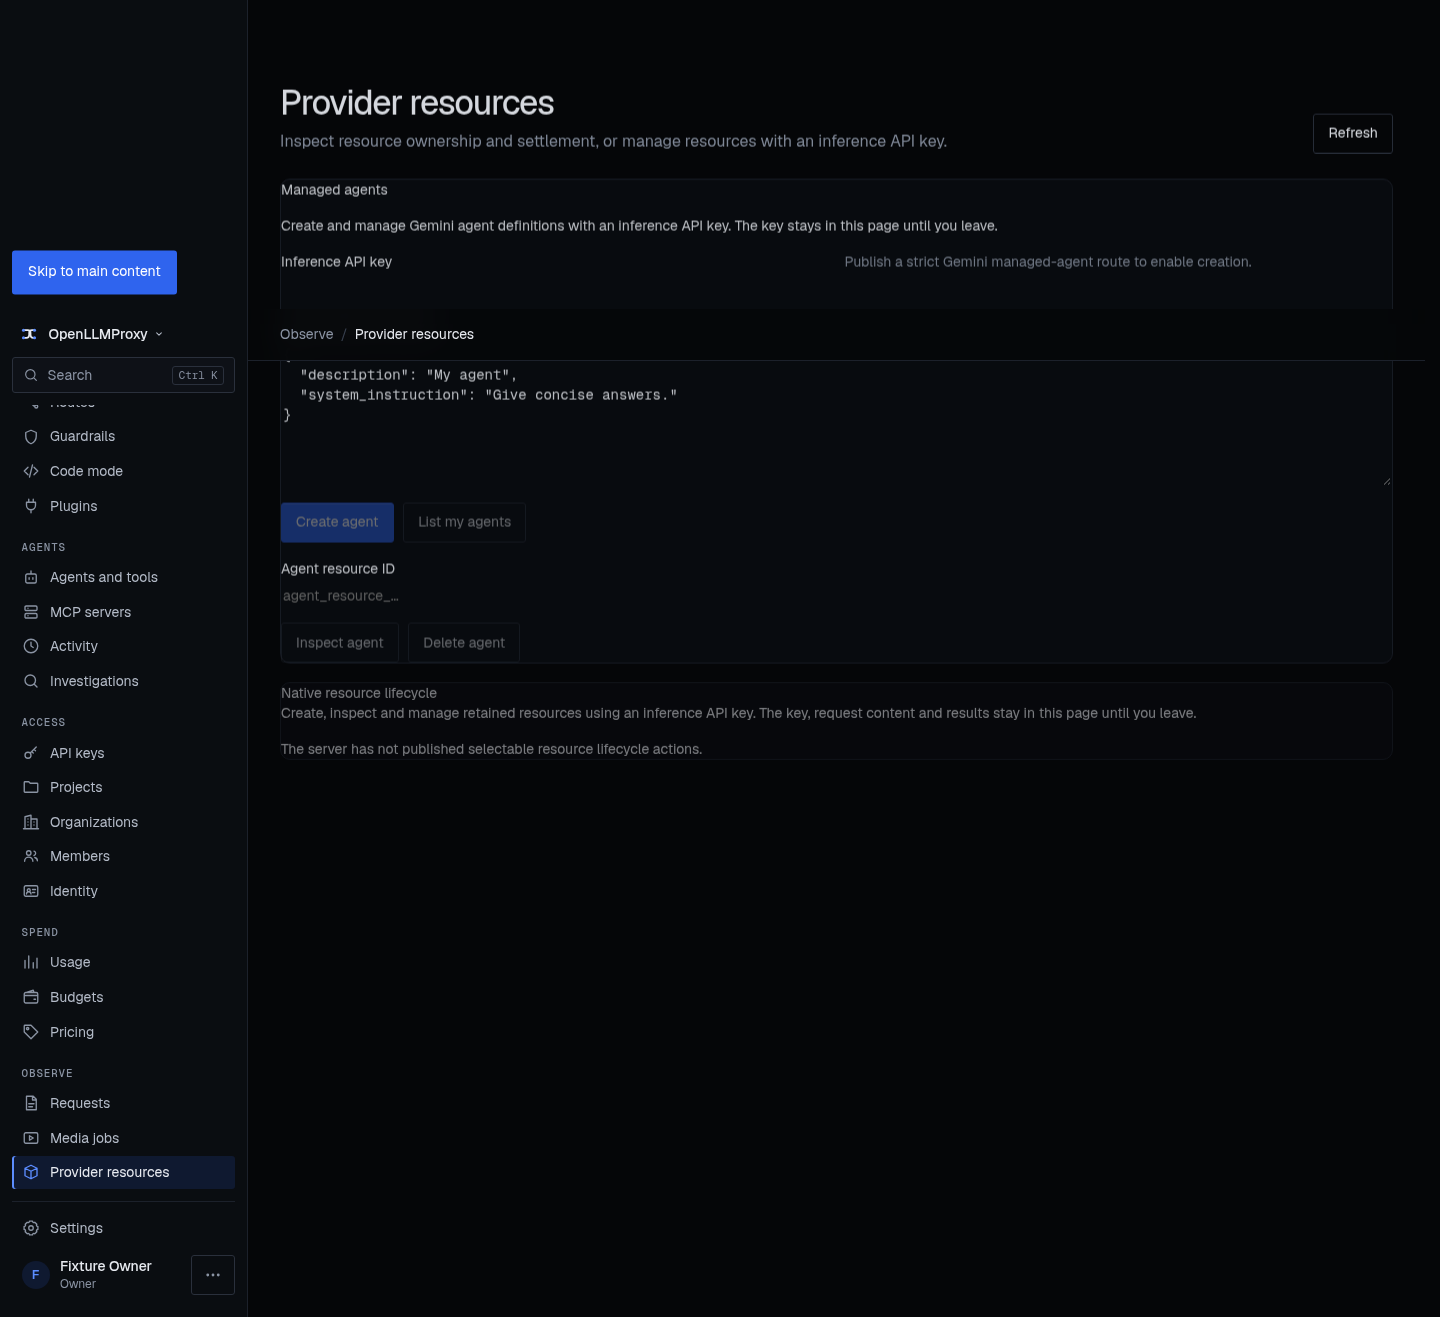 Skip to main content
OpenLLMProxy
Search
Ctrl K
Routes
Guardrails
Code mode
Plugins
AGENTS
Agents and tools
MCP servers
Activity
Investigations
ACCESS
API keys
Projects
Organizations
Members
Identity
SPEND
Usage
Budgets
Pricing
OBSERVE
Requests
Media jobs
Provider resources
Settings
F
Fixture Owner
Owner
Provider resources
Inspect resource ownership and settlement, or manage resources with an inference API key.
Refresh
Managed agents
Create and manage Gemini agent definitions with an inference API key. The key stays in this page until you leave.
Inference API key
Publish a strict Gemini managed-agent route to enable creation.
Observe / Provider resources
"description": "My agent",
"system_instruction": "Give concise answers."
}
Create agent
List my agents
Agent resource ID
agent_resource_…
Inspect agent
Delete agent
Native resource lifecycle
Create, inspect and manage retained resources using an inference API key. The key, request content and results stay in this page until you leave.
The server has not published selectable resource lifecycle actions.